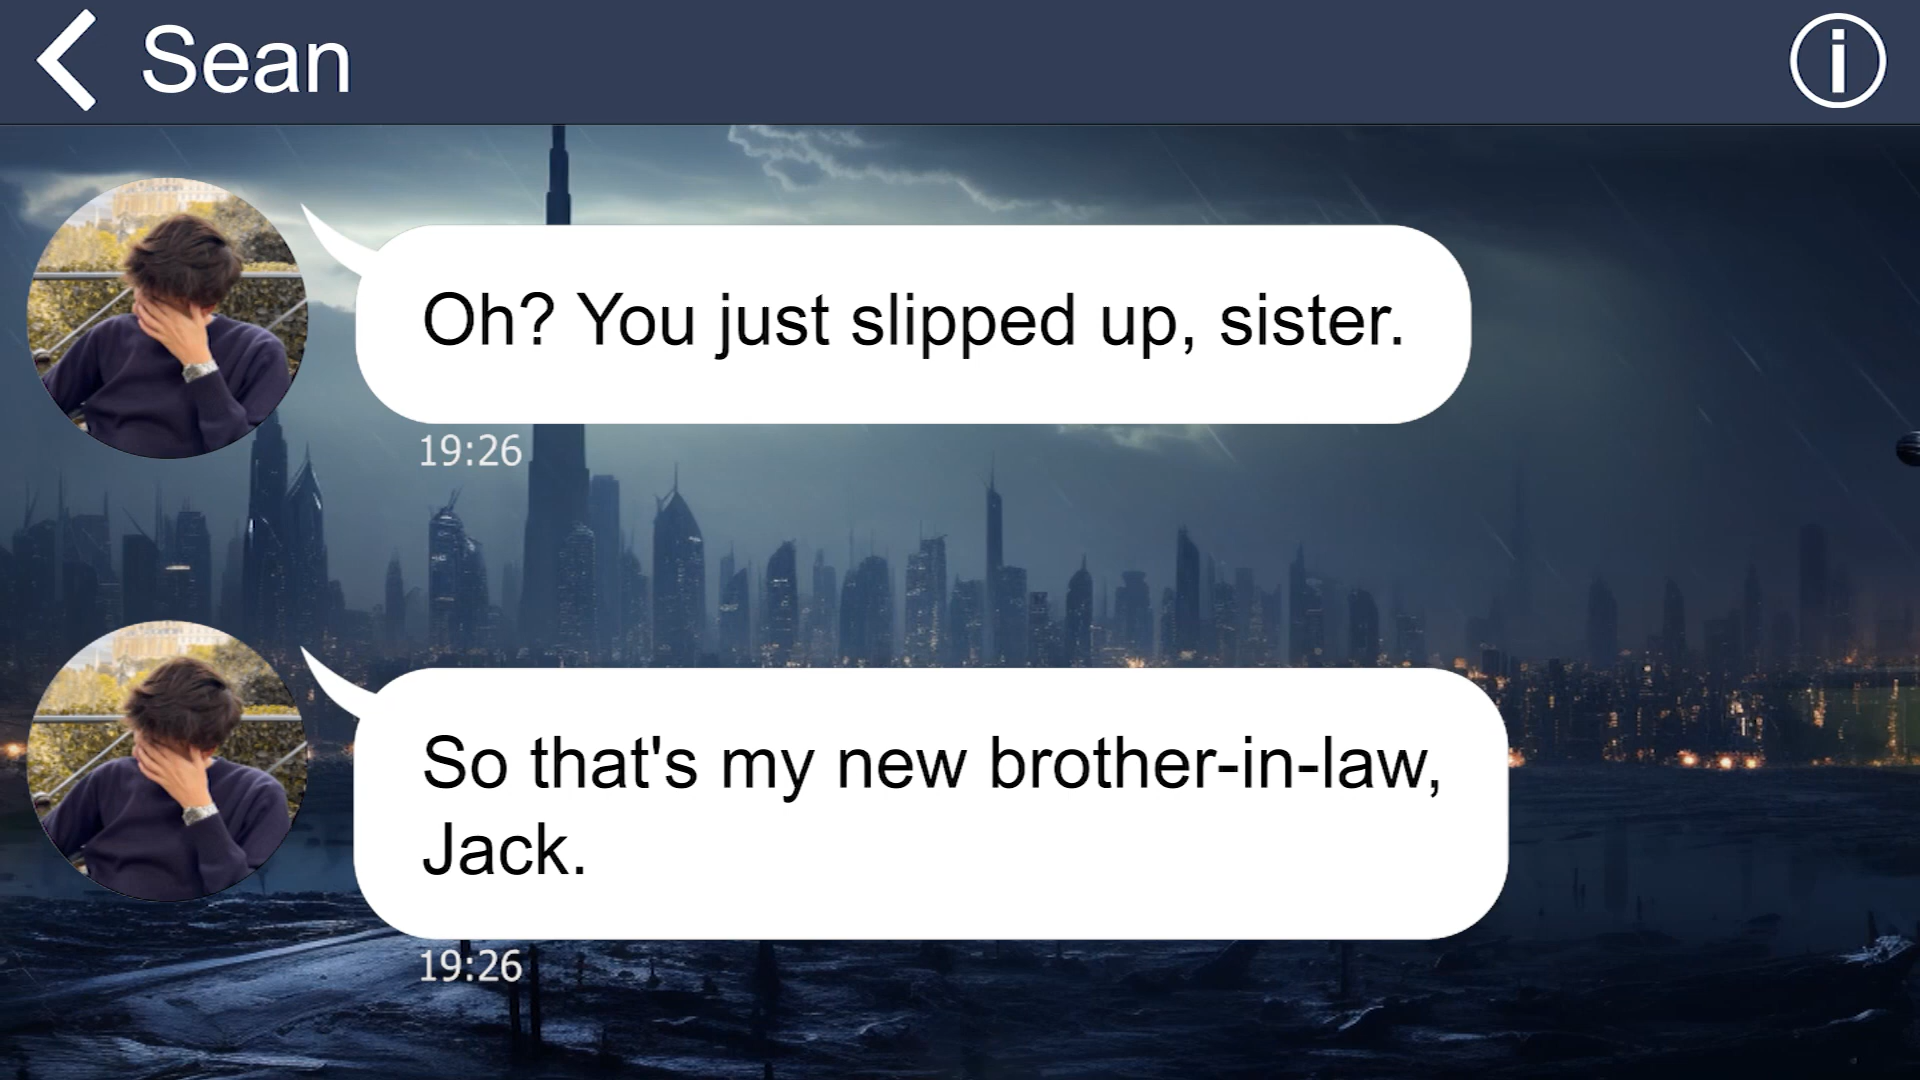 Sean
Oh? You just slipped up, sister.
19:26
So that's my new brother-in-law,
Jack.
19:26